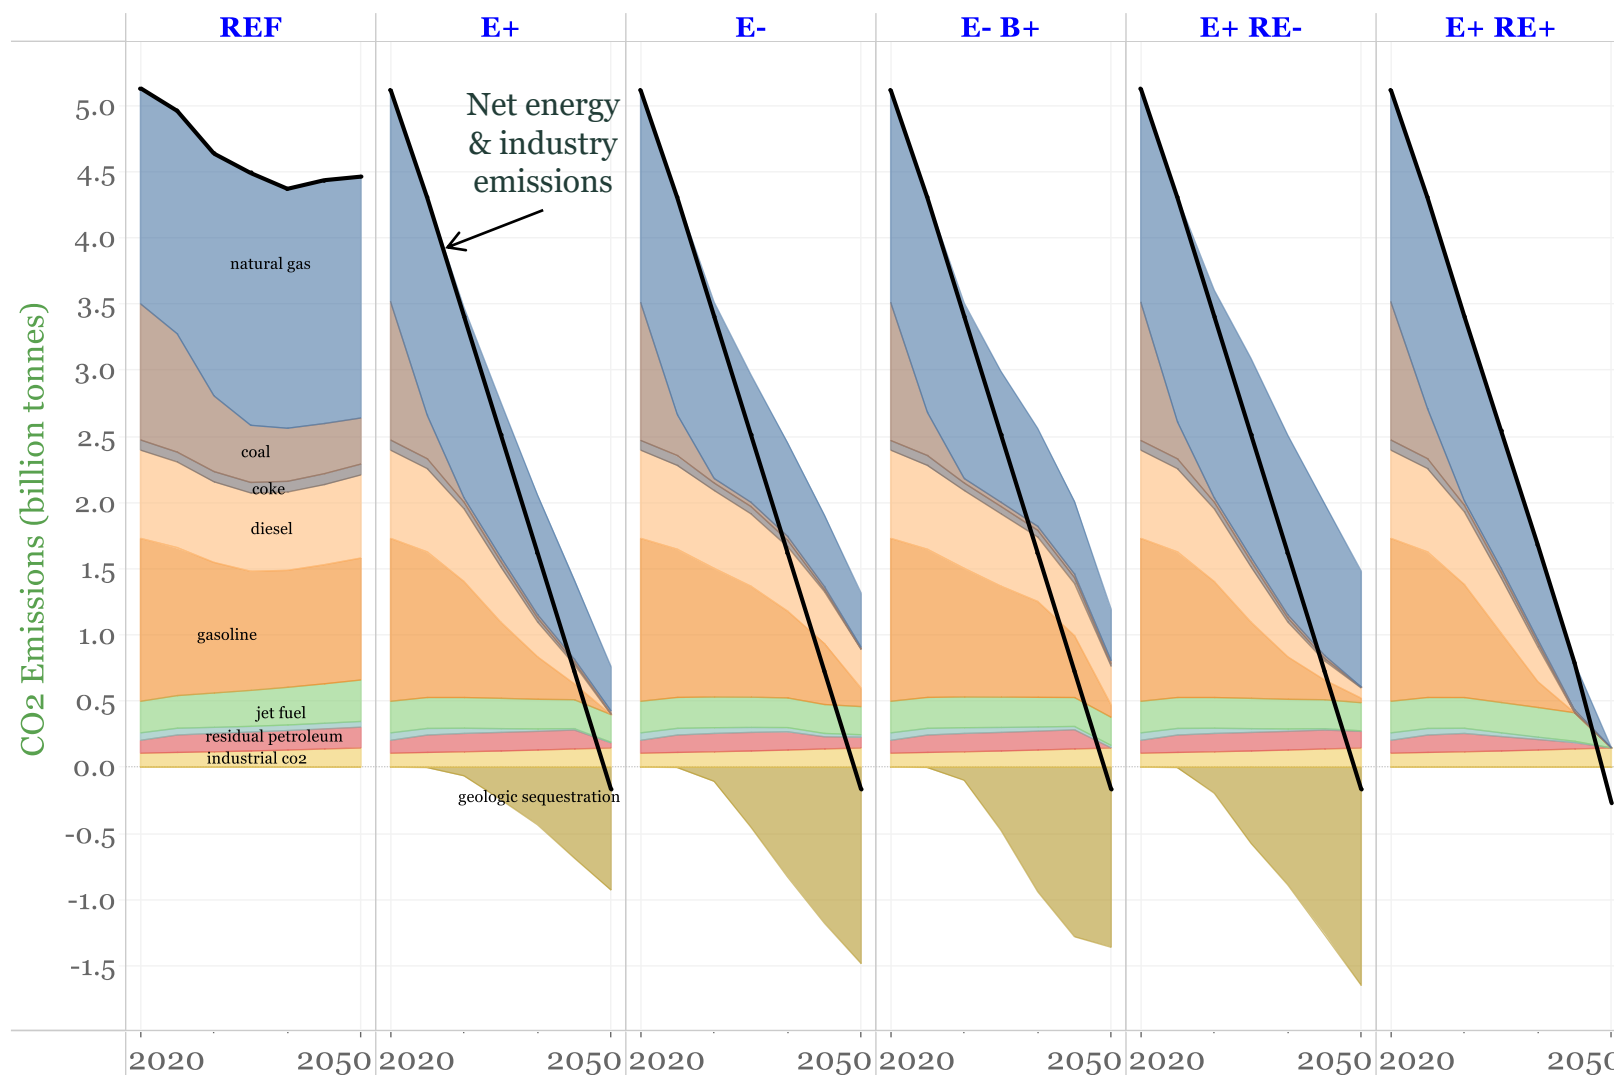 REF
E+
E-
E- B+
E+ RE-
E+ RE+
Net energy
& industry
emissions
CO2 Emissions (billion tonnes)
5.0
4.5
4.0
3.5
3.0
2.5
2.0
1.5
1.0
0.5
0.0
-0.5
-1.0
-1.5
natural gas
coal
coke
diesel
gasoline
jet fuel
residual petroleum
industrial co2
geologic sequestration
2020 2050
2020 2050
2020 2050
2020 2050
2020 2050
2020 2050